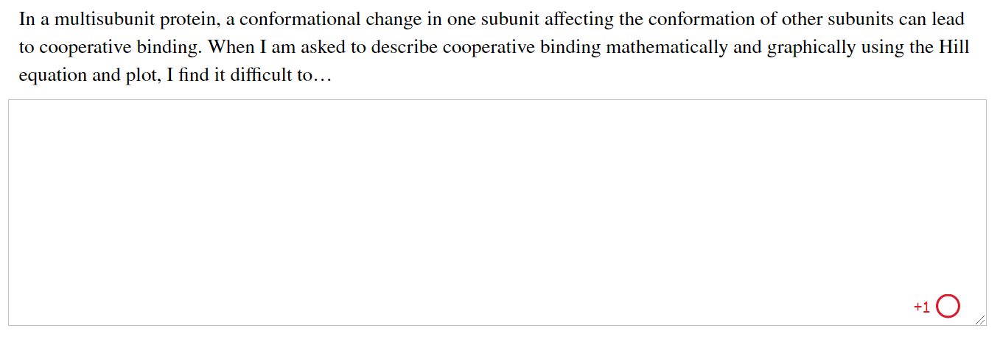 In a multisubunit protein, a conformational change in one subunit affecting the conformation of other subunits can lead
to cooperative binding. When I am asked to describe cooperative binding mathematically and graphically using the Hill
equation and plot, I find it difficult to…
+1